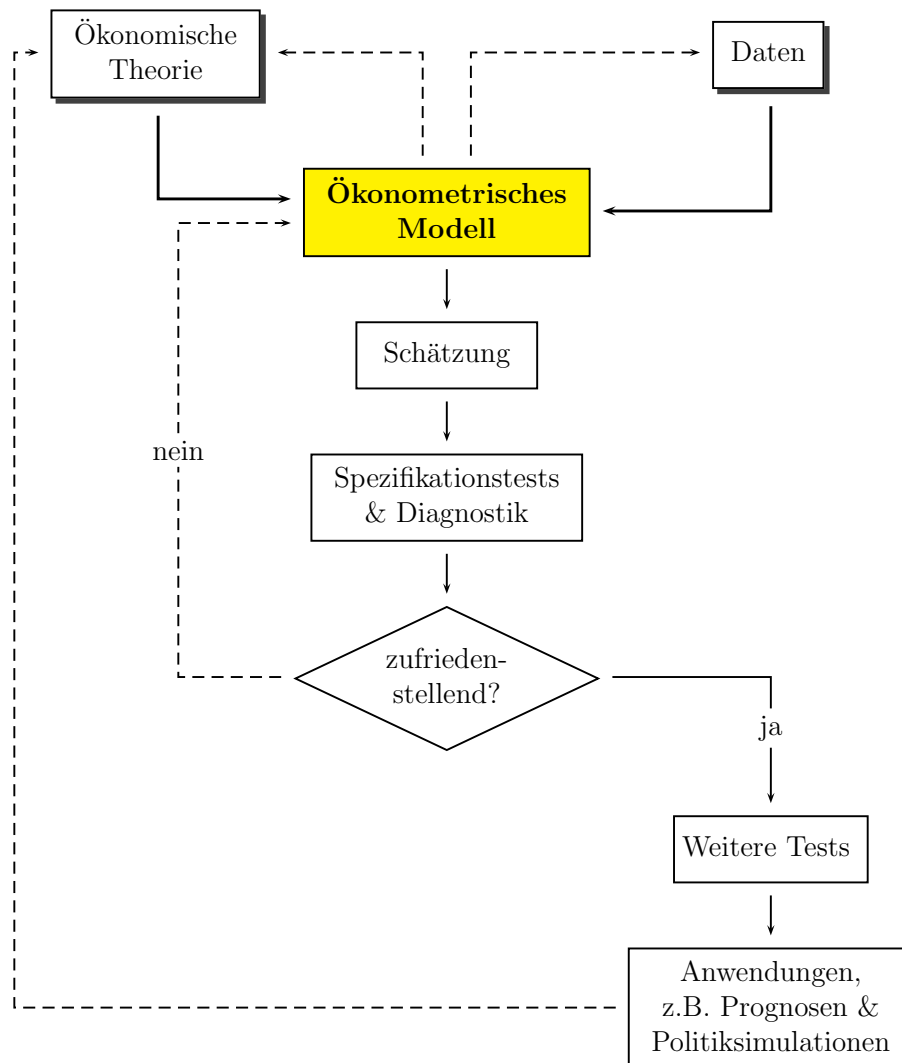 Ökonomische
Theorie
Daten
Ökonometrisches
Modell
Schätzung
nein
Spezifikationstests
& Diagnostik
zufrieden-
stellend?
ja
Weitere Tests
Anwendungen,
z.B. Prognosen &
Politiksimulationen